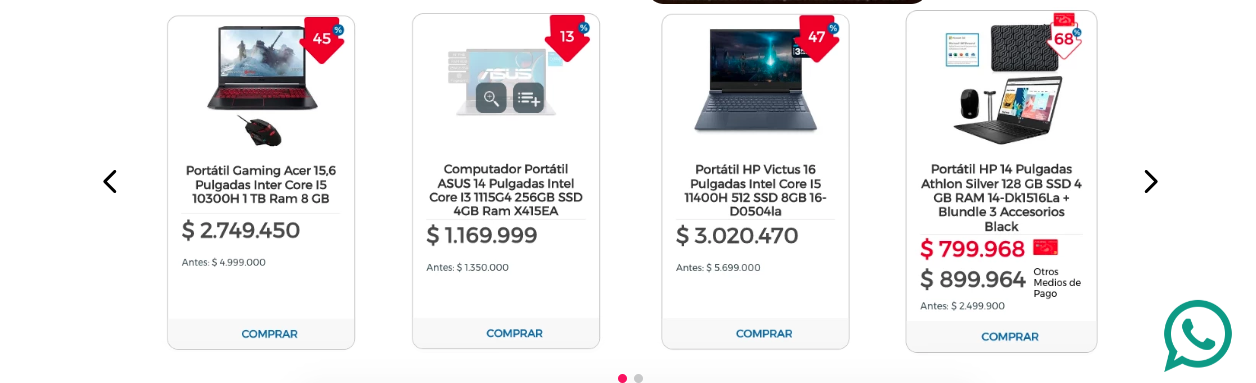 45 %
Portátil Gaming Acer 15,6
Pulgadas Inter Core I5
10300H 1 TB Ram 8 GB
$ 2.749.450
Antes: $ 4.999.000
COMPRAR
13 %
ASUS
Computador Portátil
ASUS 14 Pulgadas Intel
Core I3 1115G4 256GB SSD
4GB Ram X415EA
$ 1.169.999
Antes: $ 1.350.000
COMPRAR
47 %
Portátil HP Victus 16
Pulgadas Intel Core I5
11400H 512 SSD 8GB 16-
D0504la
$ 3.020.470
Antes: $ 5.699.000
COMPRAR
68 %
Portátil HP 14 Pulgadas
Athlon Silver 128 GB SSD 4
GB RAM 14-Dk1516La +
Blundle 3 Accesorios
Black
$ 799.968
$ 899.964
Otros
Medios de
Pago
Antes: $ 2.499.900
COMPRAR